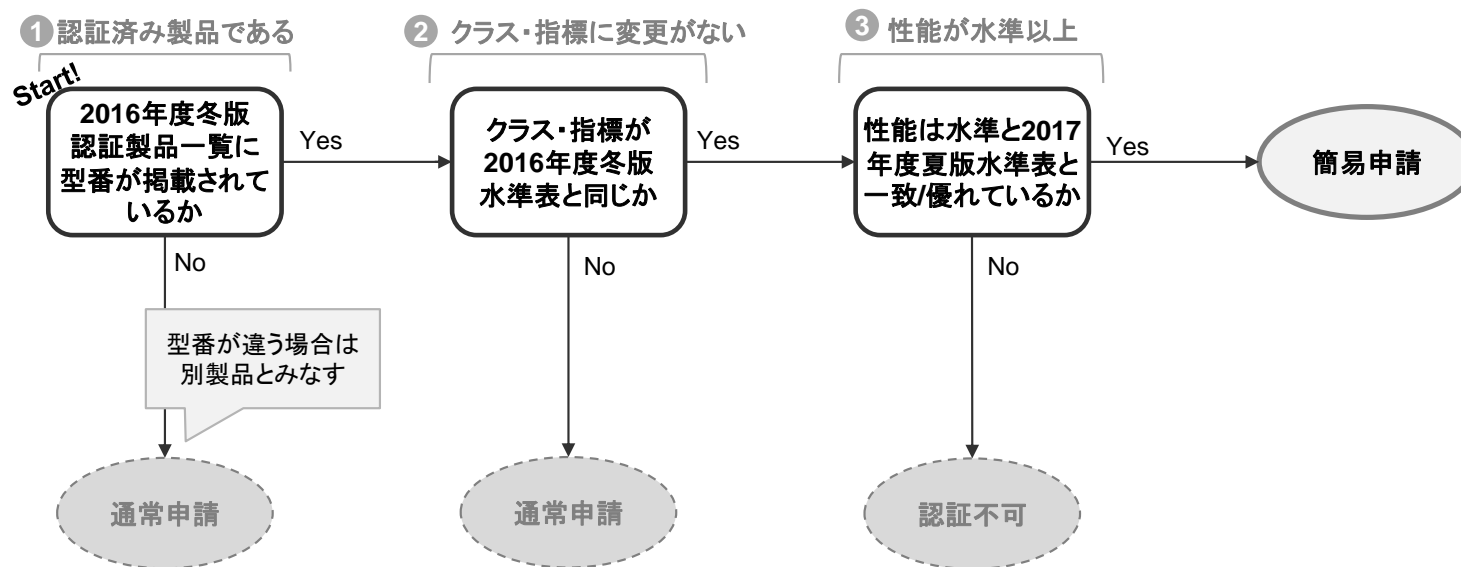 ① 認証済み製品である
② クラス・指標に変更がない
③ 性能が水準以上
Start!
2016年度冬版
認証製品一覧に
型番が掲載されて
いるか
Yes
クラス・指標が
2016年度冬版
水準表と同じか
Yes
性能は水準と2017
年度夏版水準表と
一致/優れているか
Yes
簡易申請
No
No
No
型番が違う場合は
別製品とみなす
通常申請
通常申請
認証不可